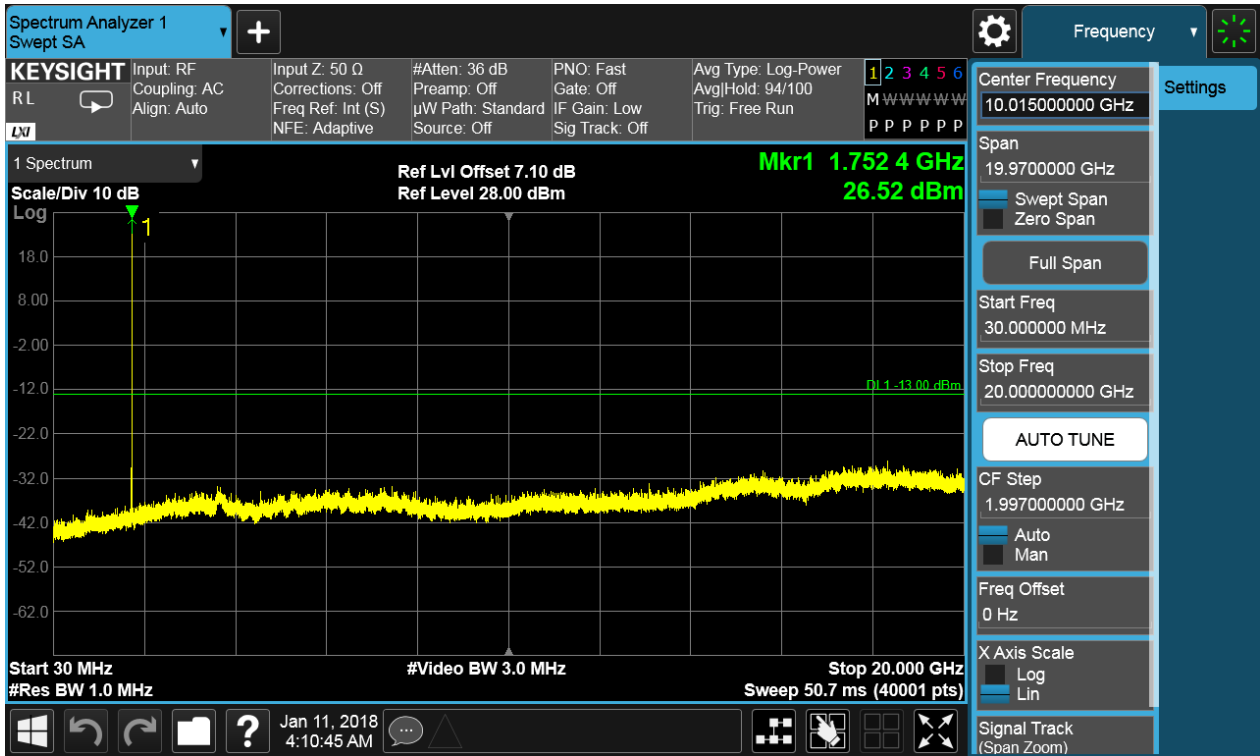 Spectrum Analyzer 1
Swept SA
+
Frequency
KEYSIGHT
R L
LXI
Input: RF
Coupling: AC
Align: Auto
Input Z: 50 Ω
Corrections: Off
Freq Ref: Int (S)
NFE: Adaptive
#Atten: 36 dB
Preamp: Off
µW Path: Standard
Source: Off
PNO: Fast
Gate: Off
IF Gain: Low
Sig Track: Off
Avg Type: Log-Power
Avg|Hold: 94/100
Trig: Free Run
1 2 3 4 5 6
M W W W W W
P P P P P P
1 Spectrum
Scale/Div 10 dB
Log
Ref Lvl Offset 7.10 dB
Ref Level 28.00 dBm
Mkr1 1.752 4 GHz
26.52 dBm
1
18.0
8.00
-2.00
-12.0
-22.0
-32.0
-42.0
-52.0
-62.0
DL1 -13.00 dBm
Start 30 MHz
#Res BW 1.0 MHz
#Video BW 3.0 MHz
Stop 20.000 GHz
Sweep 50.7 ms (40001 pts)
?
Jan 11, 2018
4:10:45 AM
Center Frequency
10.015000000 GHz
Span
19.9700000 GHz
Swept Span
Zero Span
Full Span
Start Freq
30.000000 MHz
Stop Freq
20.000000000 GHz
AUTO TUNE
CF Step
1.997000000 GHz
Auto
Man
Freq Offset
0 Hz
X Axis Scale
Log
Lin
Signal Track
(Span Zoom)
Settings